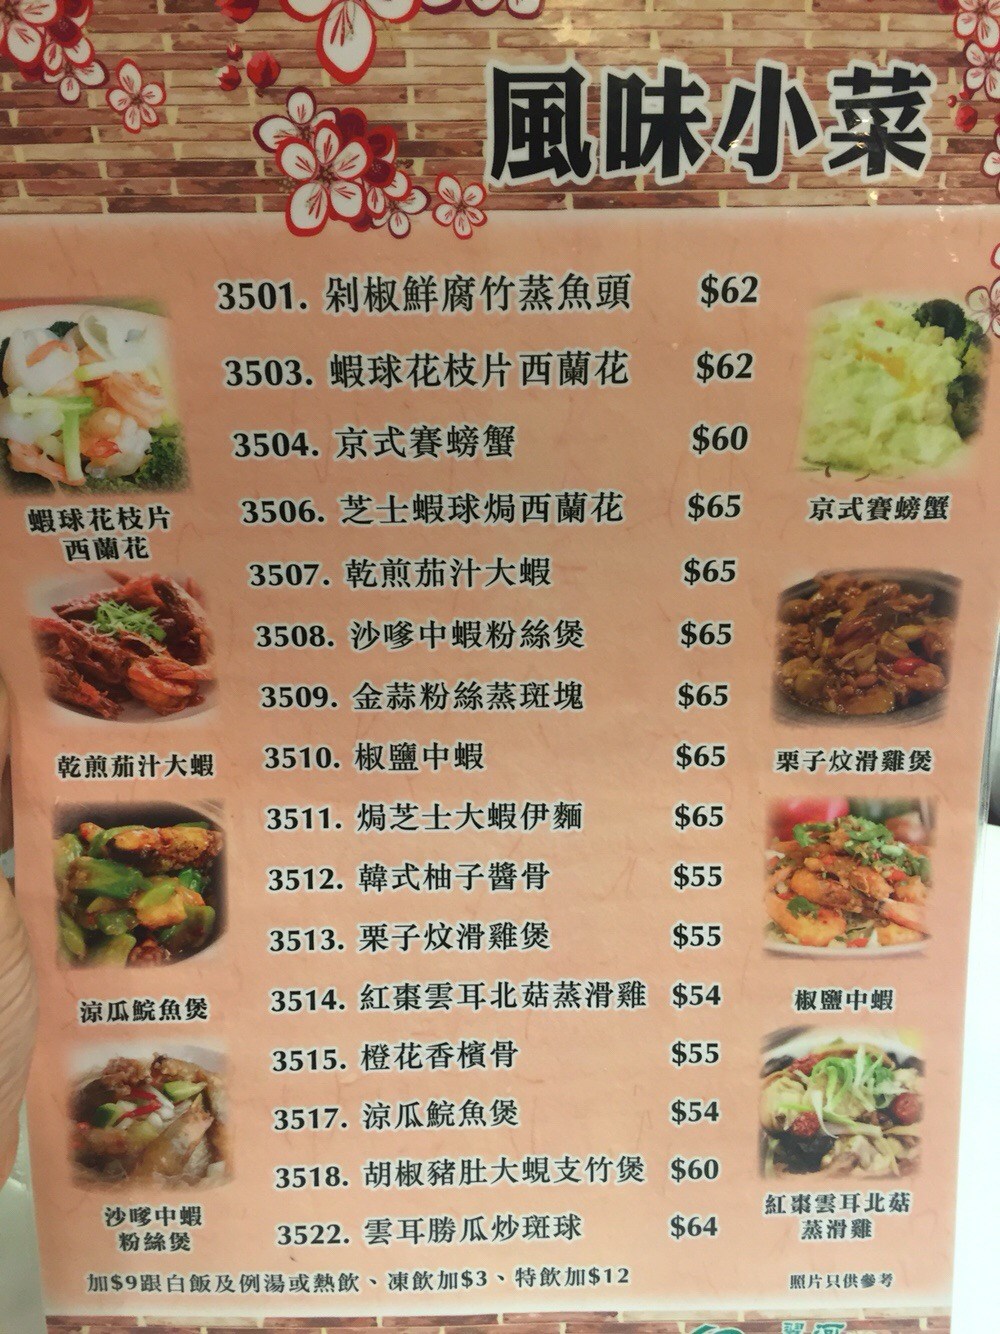 風味小菜
3501. 剁椒鮮腐竹蒸魚頭 $62
3503. 蝦球花枝片西蘭花 $62
3504. 京式賽螃蟹 $60
3506. 芝士蝦球焗西蘭花 $65
3507. 乾煎茄汁大蝦 $65
3508. 沙嗲中蝦粉絲煲 $65
3509. 金蒜粉絲蒸斑塊 $65
3510. 椒鹽中蝦 $65
3511. 焗芝士大蝦伊麵 $65
3512. 韓式柚子醬骨 $55
3513. 栗子炆滑雞煲 $55
3514. 紅棗雲耳北菇蒸滑雞 $54
3515. 橙花香檳骨 $55
3517. 涼瓜鯇魚煲 $54
3518. 胡椒豬肚大蜆支竹煲 $60
3522. 雲耳勝瓜炒斑球 $64
蝦球花枝片
西蘭花
乾煎茄汁大蝦
涼瓜鯇魚煲
沙嗲中蝦
粉絲煲
京式賽螃蟹
栗子炆滑雞煲
椒鹽中蝦
紅棗雲耳北菇
蒸滑雞
加$9跟白飯及例湯或熱飲、凍飲加$3、特飲加$12
照片只供參考